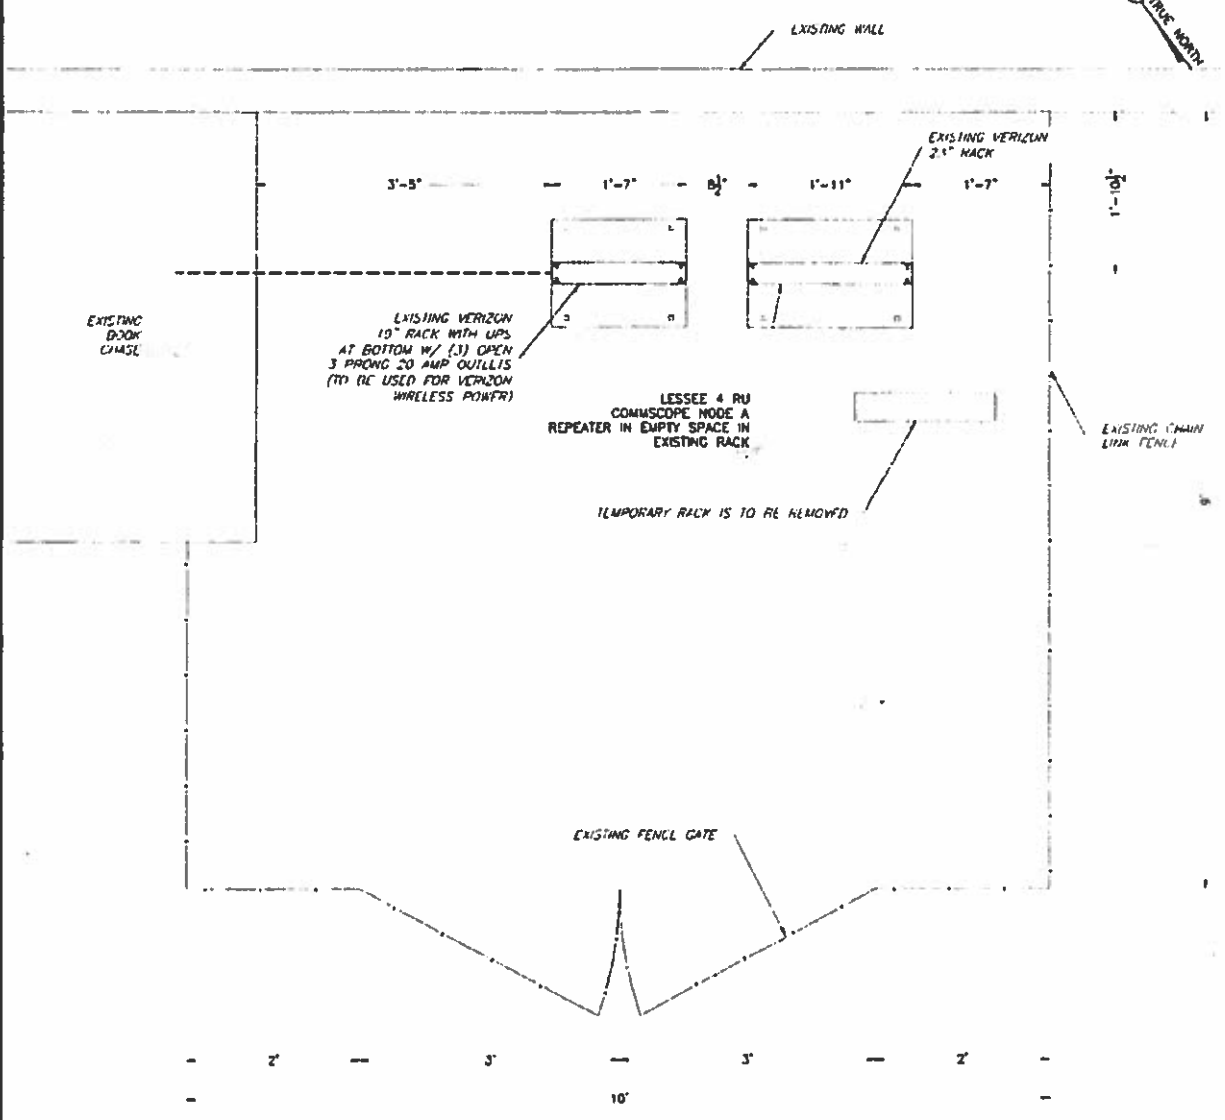 TRUE NORTH
EXISTING WALL
EXISTING VERIZON
23" RACK
3'-5"
1'-7"
8½"
1'-11"
1'-7"
1'-10½"
EXISTING
DOOR
CHASE
EXISTING VERIZON
19" RACK WITH UPS
AT BOTTOM W/ (3) OPEN
3 PRONG 20 AMP OUTLETS
(TO BE USED FOR VERIZON
WIRELESS POWER)
LESSEE 4 RU
COMMSCOPE NODE A
REPEATER IN EMPTY SPACE IN
EXISTING RACK
EXISTING CHAIN
LINK FENCE
TEMPORARY RACK IS TO BE REMOVED
9'
EXISTING FENCE GATE
2'
3'
3'
2'
10'